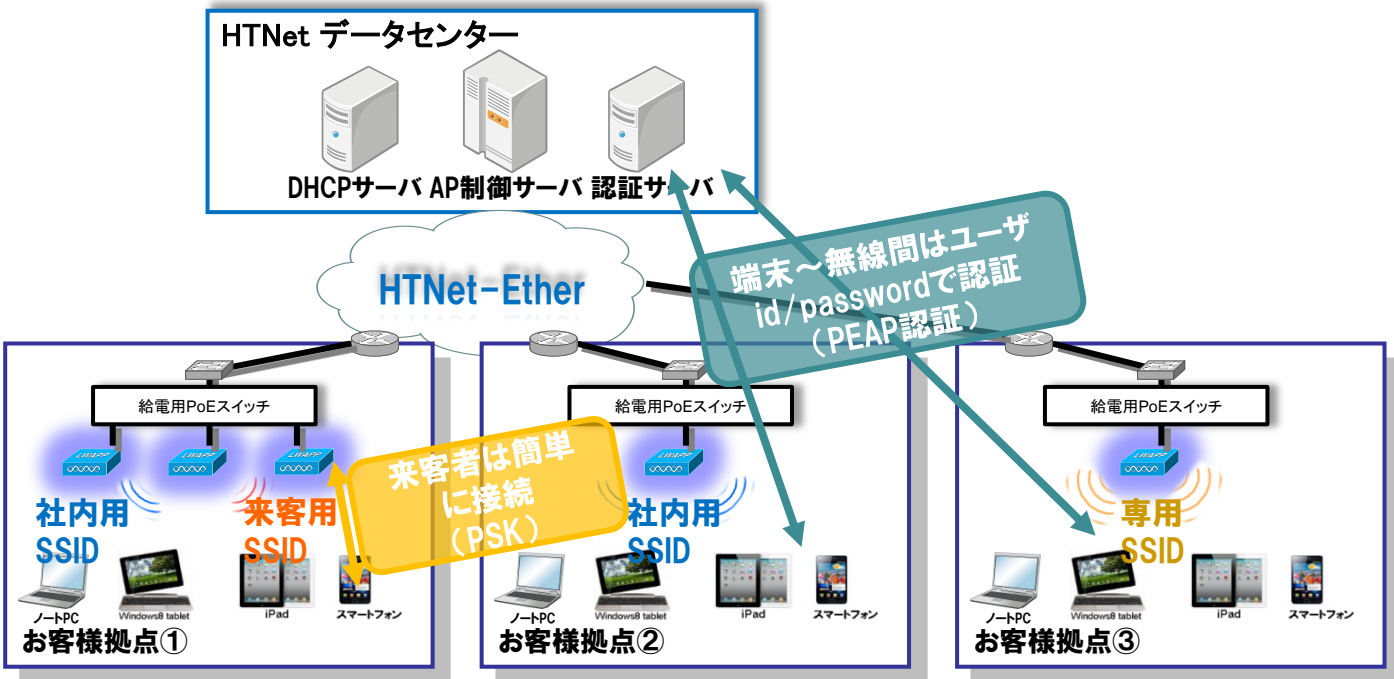 HTNet データセンター
DHCPサーバ AP制御サーバ 認証サーバ
HTNet-Ether
端末～無線間はユーザ
id/passwordで認証
（PEAP認証）
給電用PoEスイッチ
LWAPP
LWAPP
LWAPP
社内用
SSID
来客用
SSID
来客者は簡単
に接続
（PSK）
ノートPC
Windows8 tablet
iPad
スマートフォン
お客様拠点①
給電用PoEスイッチ
LWAPP
社内用
SSID
ノートPC
Windows8 tablet
iPad
スマートフォン
お客様拠点②
給電用PoEスイッチ
LWAPP
専用
SSID
ノートPC
Windows8 tablet
iPad
スマートフォン
お客様拠点③